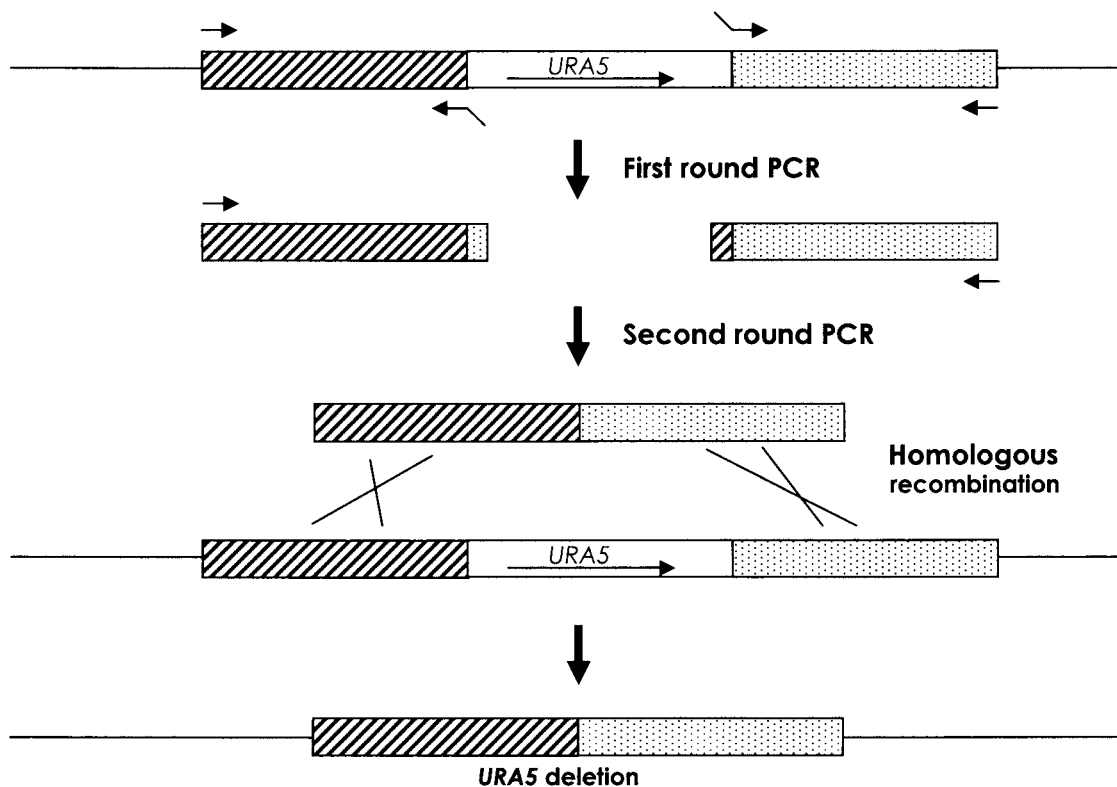 URA5
First round PCR
Second round PCR
Homologous
recombination
URA5
URA5 deletion